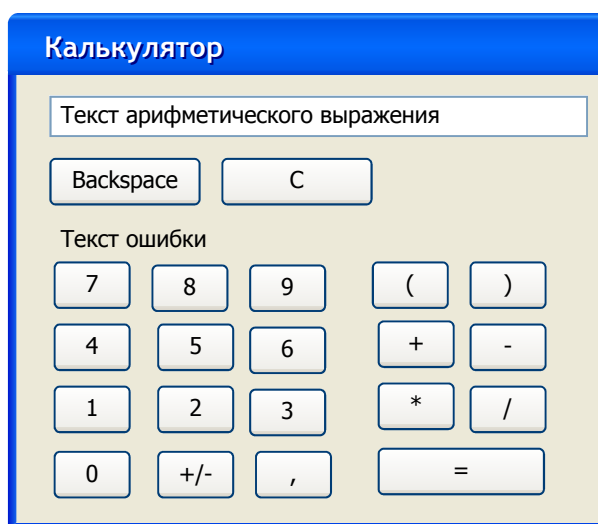 Калькулятор
Текст арифметического выражения
Backspace C
Текст ошибки
7 8 9 ( )
4 5 6 + -
1 2 3 * /
0 +/- , =